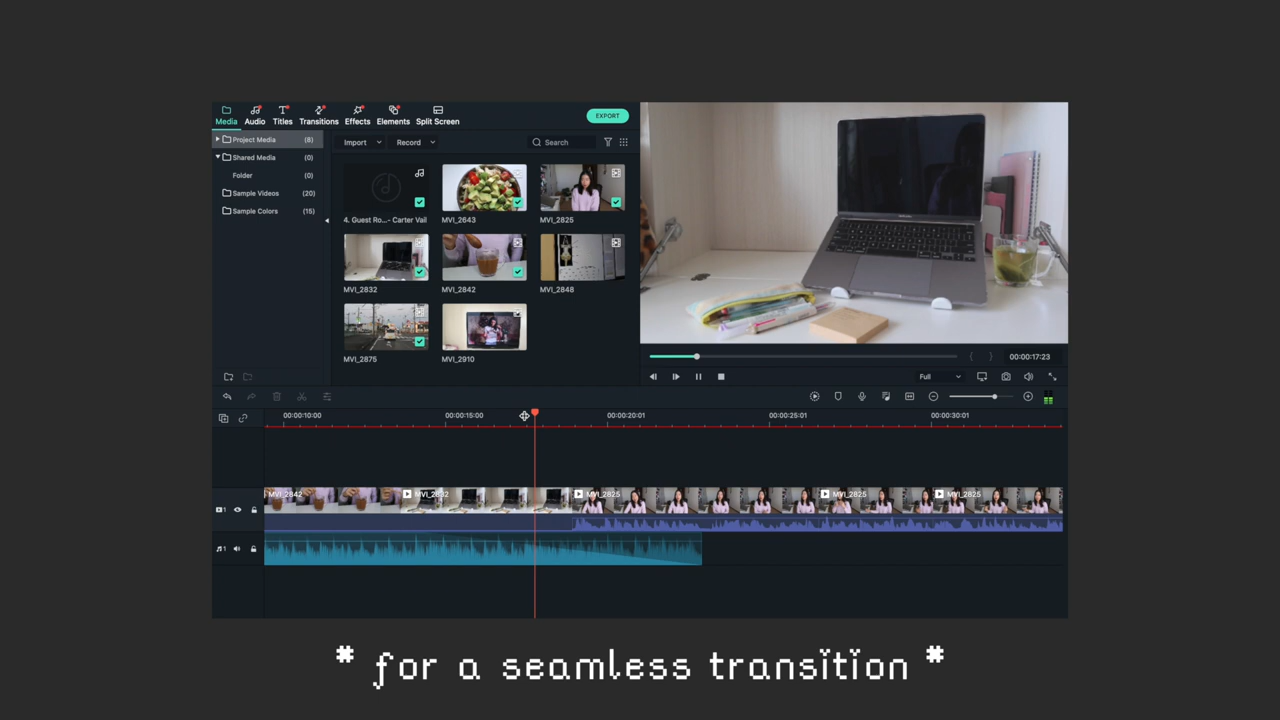 Media Audio Titles Transitions Effects Elements Split Screen EXPORT
Project Media (8)
Shared Media (0)
Folder (0)
Sample Videos (20)
Sample Colors (15)
Import Record Search
4. Guest Ro...- Carter Vail MVI_2643 MVI_2825
MVI_2832 MVI_2842 MVI_2848
MVI_2875 MVI_2910
00:00:17:23
Full
00:00:10:00 00:00:15:00 00:00:20:01 00:00:25:01 00:00:30:01
MVI_2842 MVI_2832 MVI_2825 MVI_2825 MVI_2825
1
1
* for a seamless transition *